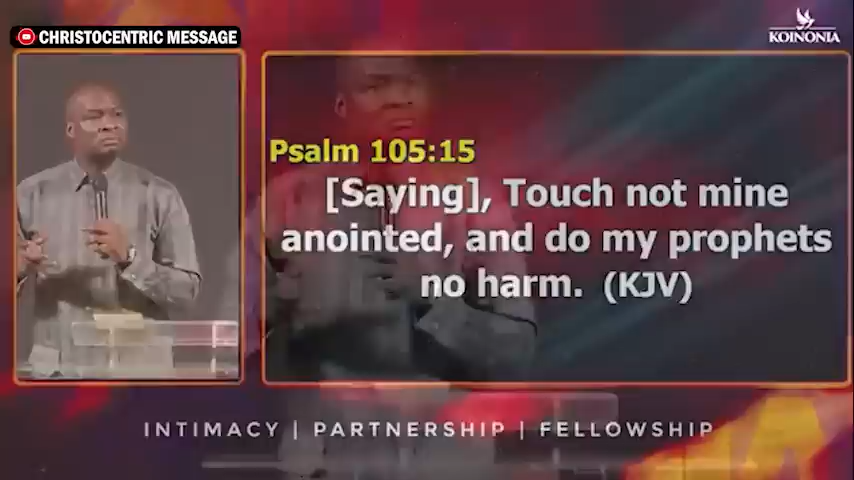 CHRISTOCENTRIC MESSAGE
KOINONIA
Psalm 105:15
[Saying], Touch not mine
anointed, and do my prophets
no harm. (KJV)
INTIMACY | PARTNERSHIP | FELLOWSHIP